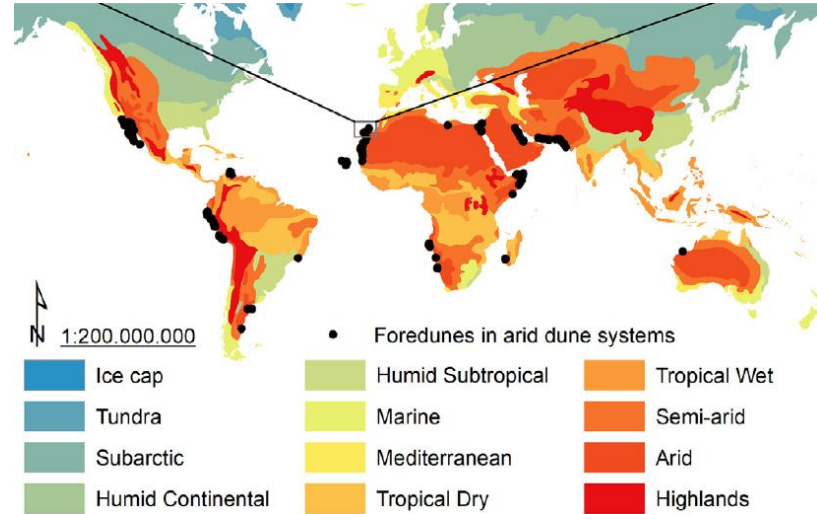 N 1:200.000.000 Foredunes in arid dune systems
Ice cap Humid Subtropical Tropical Wet
Tundra Marine Semi-arid
Subarctic Mediterranean Arid
Humid Continental Tropical Dry Highlands